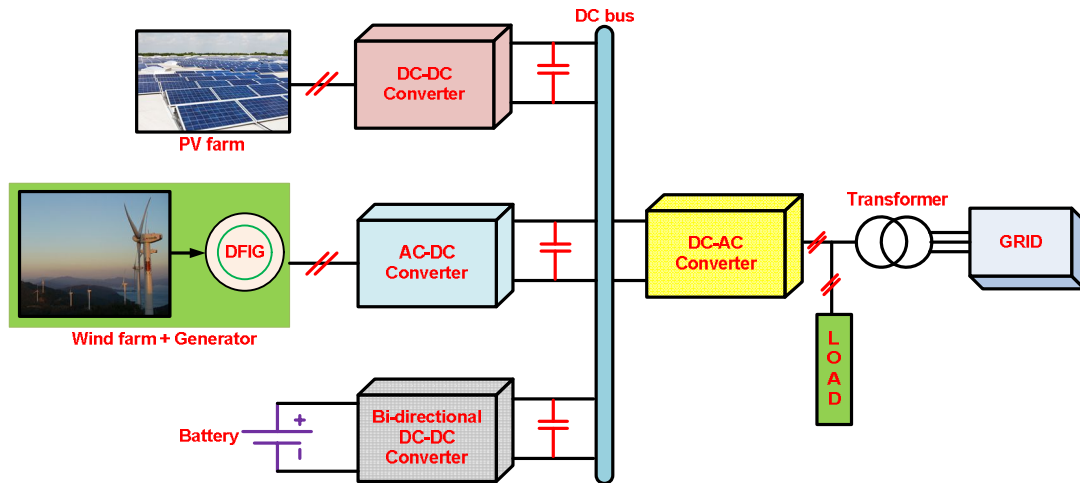 DC bus
DC-DC
Converter
PV farm
DFIG
Wind farm + Generator
AC-DC
Converter
DC-AC
Converter
Transformer
GRID
LOAD
Battery
+
-
Bi-directional
DC-DC
Converter